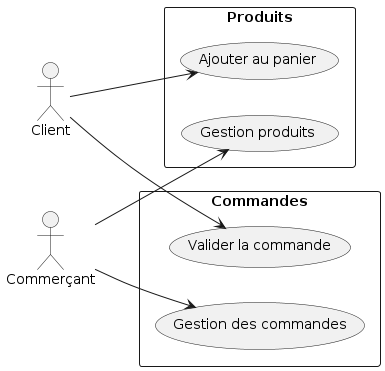 Produits
Ajouter au panier
Client
Gestion produits
Commandes
Valider la commande
Commerçant
Gestion des commandes